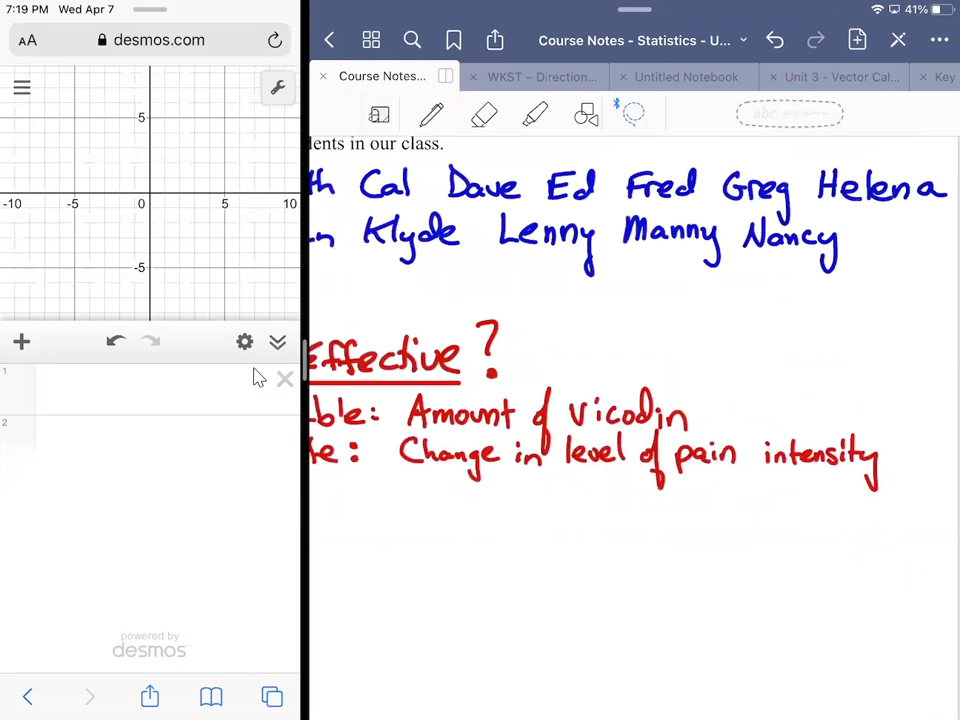 7:19 PM Wed Apr 7
41%
AA desmos.com
Course Notes - Statistics - U...
Course Notes...
WKST – Direction...
Untitled Notebook
Unit 3 - Vector Cal...
Key
abc
dents in our class.
th Cal Dave Ed Fred Greg Helena
n Klyde Lenny Manny Nancy
Effective?
ble: Amount of vicodin
te: Change in level of pain intensity
5
-10 -5 0 5 10
-5
1
2
powered by
desmos